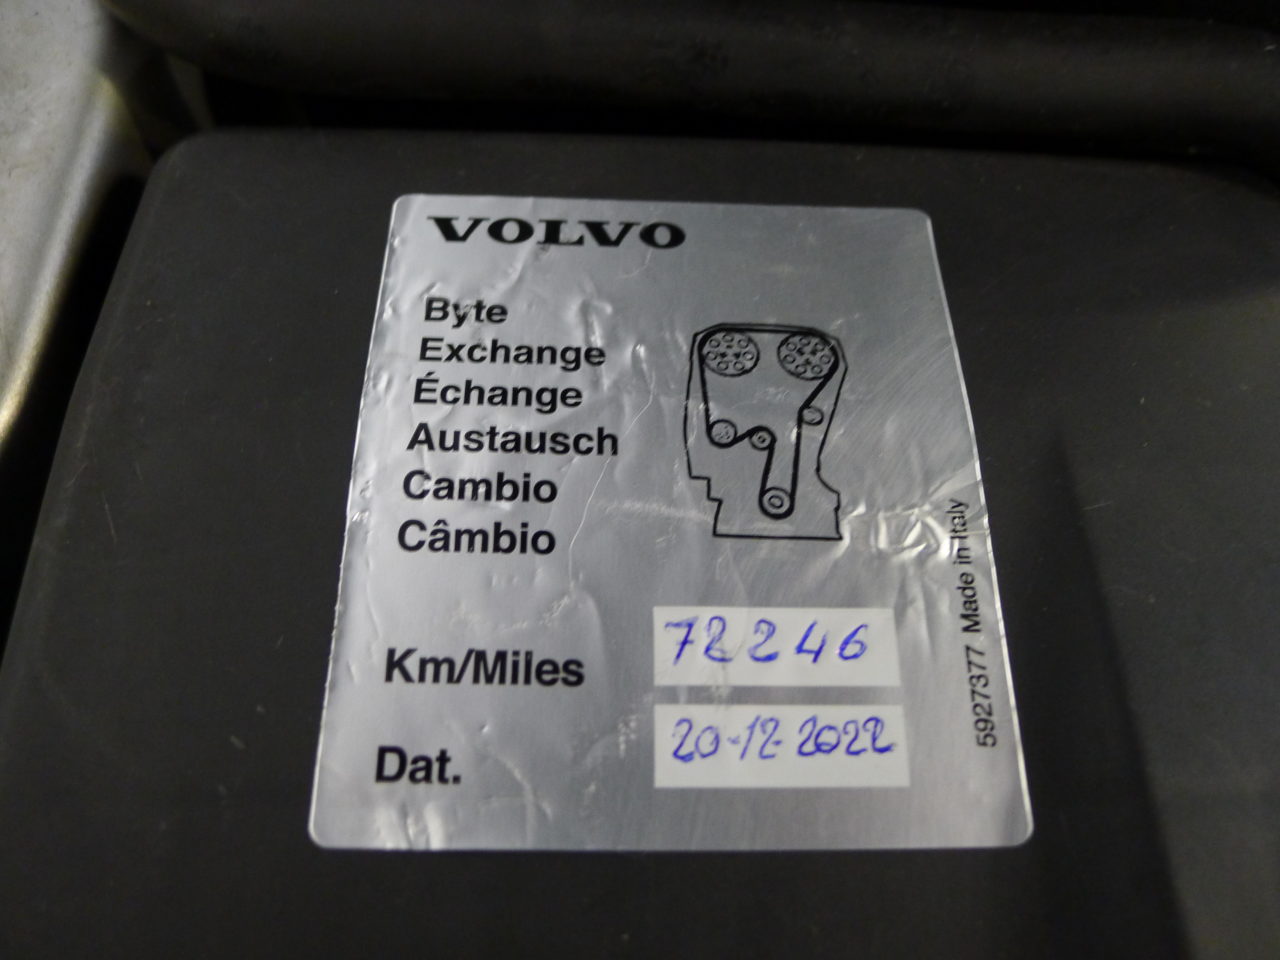 VOLVO
Byte
Exchange
Échange
Austausch
Cambio
Câmbio
Km/Miles 72246
Dat. 20-12-2022
5927377 Made in Italy